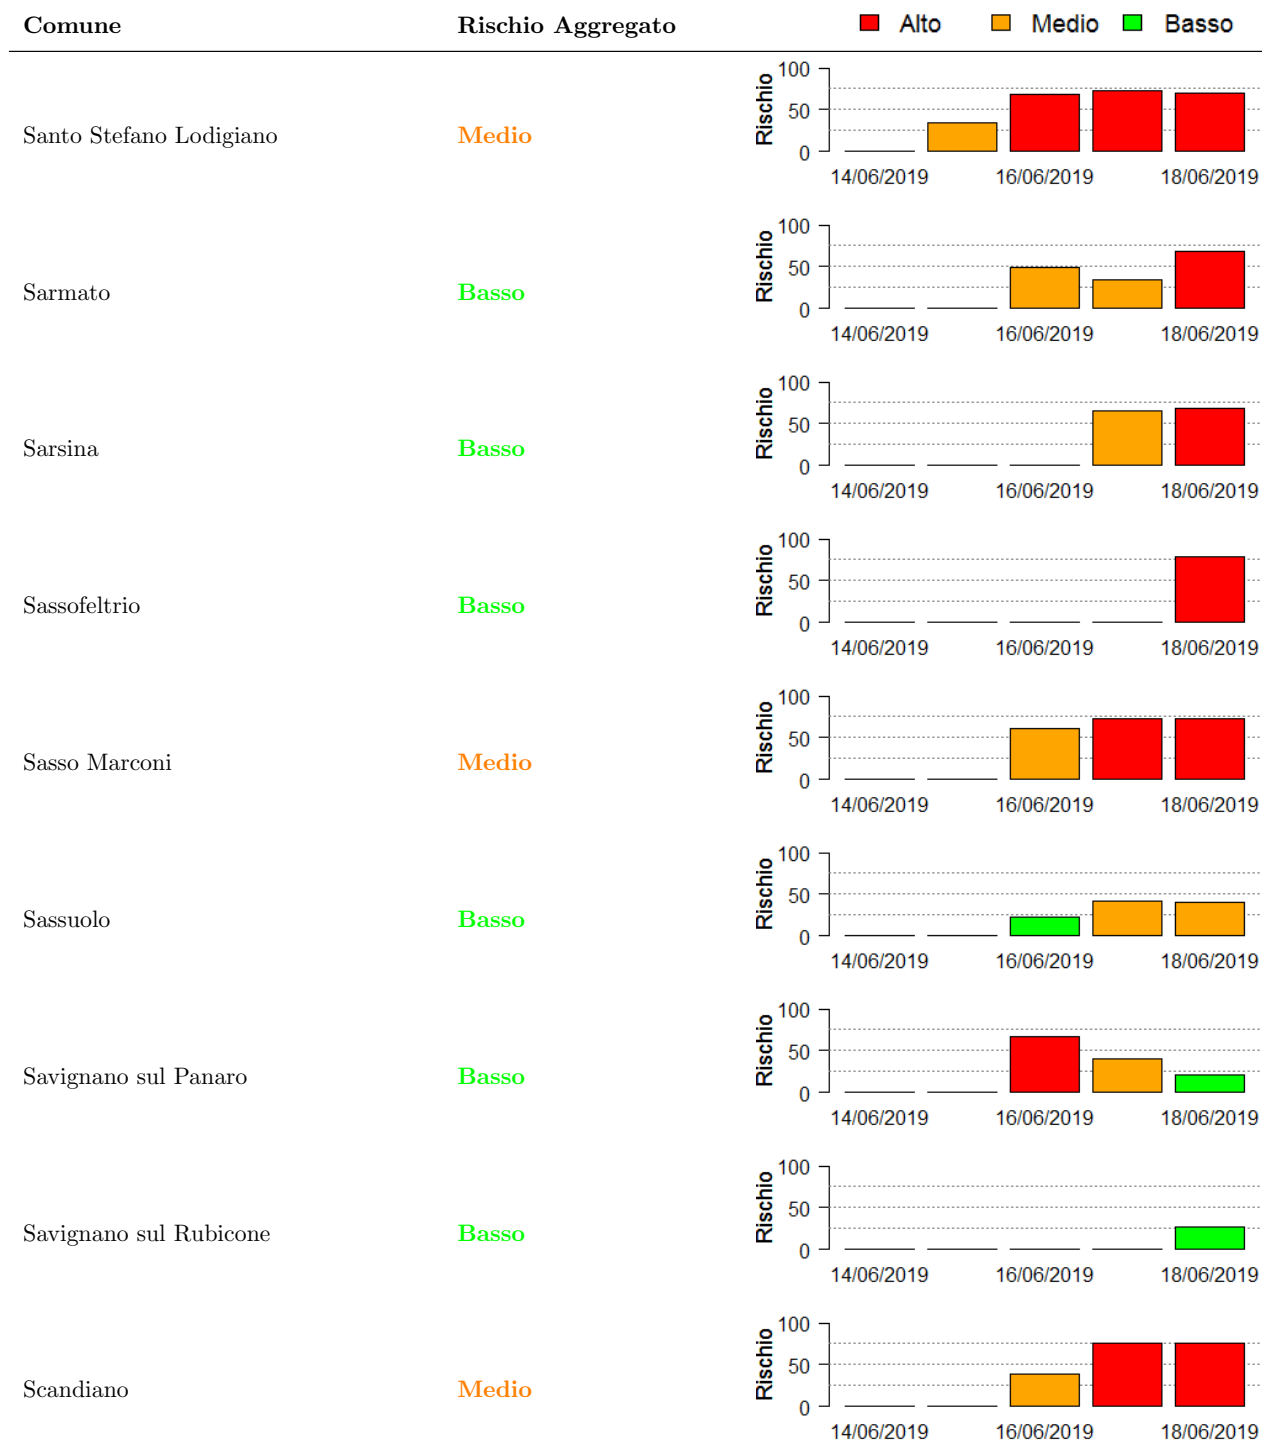 Comune Rischio Aggregato Alto Medio Basso
Santo Stefano Lodigiano Medio Rischio 100 50 0
14/06/2019 16/06/2019 18/06/2019
Sarmato Basso Rischio 100 50 0
14/06/2019 16/06/2019 18/06/2019
Sarsina Basso Rischio 100 50 0
14/06/2019 16/06/2019 18/06/2019
Sassofeltrio Basso Rischio 100 50 0
14/06/2019 16/06/2019 18/06/2019
Sasso Marconi Medio Rischio 100 50 0
14/06/2019 16/06/2019 18/06/2019
Sassuolo Basso Rischio 100 50 0
14/06/2019 16/06/2019 18/06/2019
Savignano sul Panaro Basso Rischio 100 50 0
14/06/2019 16/06/2019 18/06/2019
Savignano sul Rubicone Basso Rischio 100 50 0
14/06/2019 16/06/2019 18/06/2019
Scandiano Medio Rischio 100 50 0
14/06/2019 16/06/2019 18/06/2019